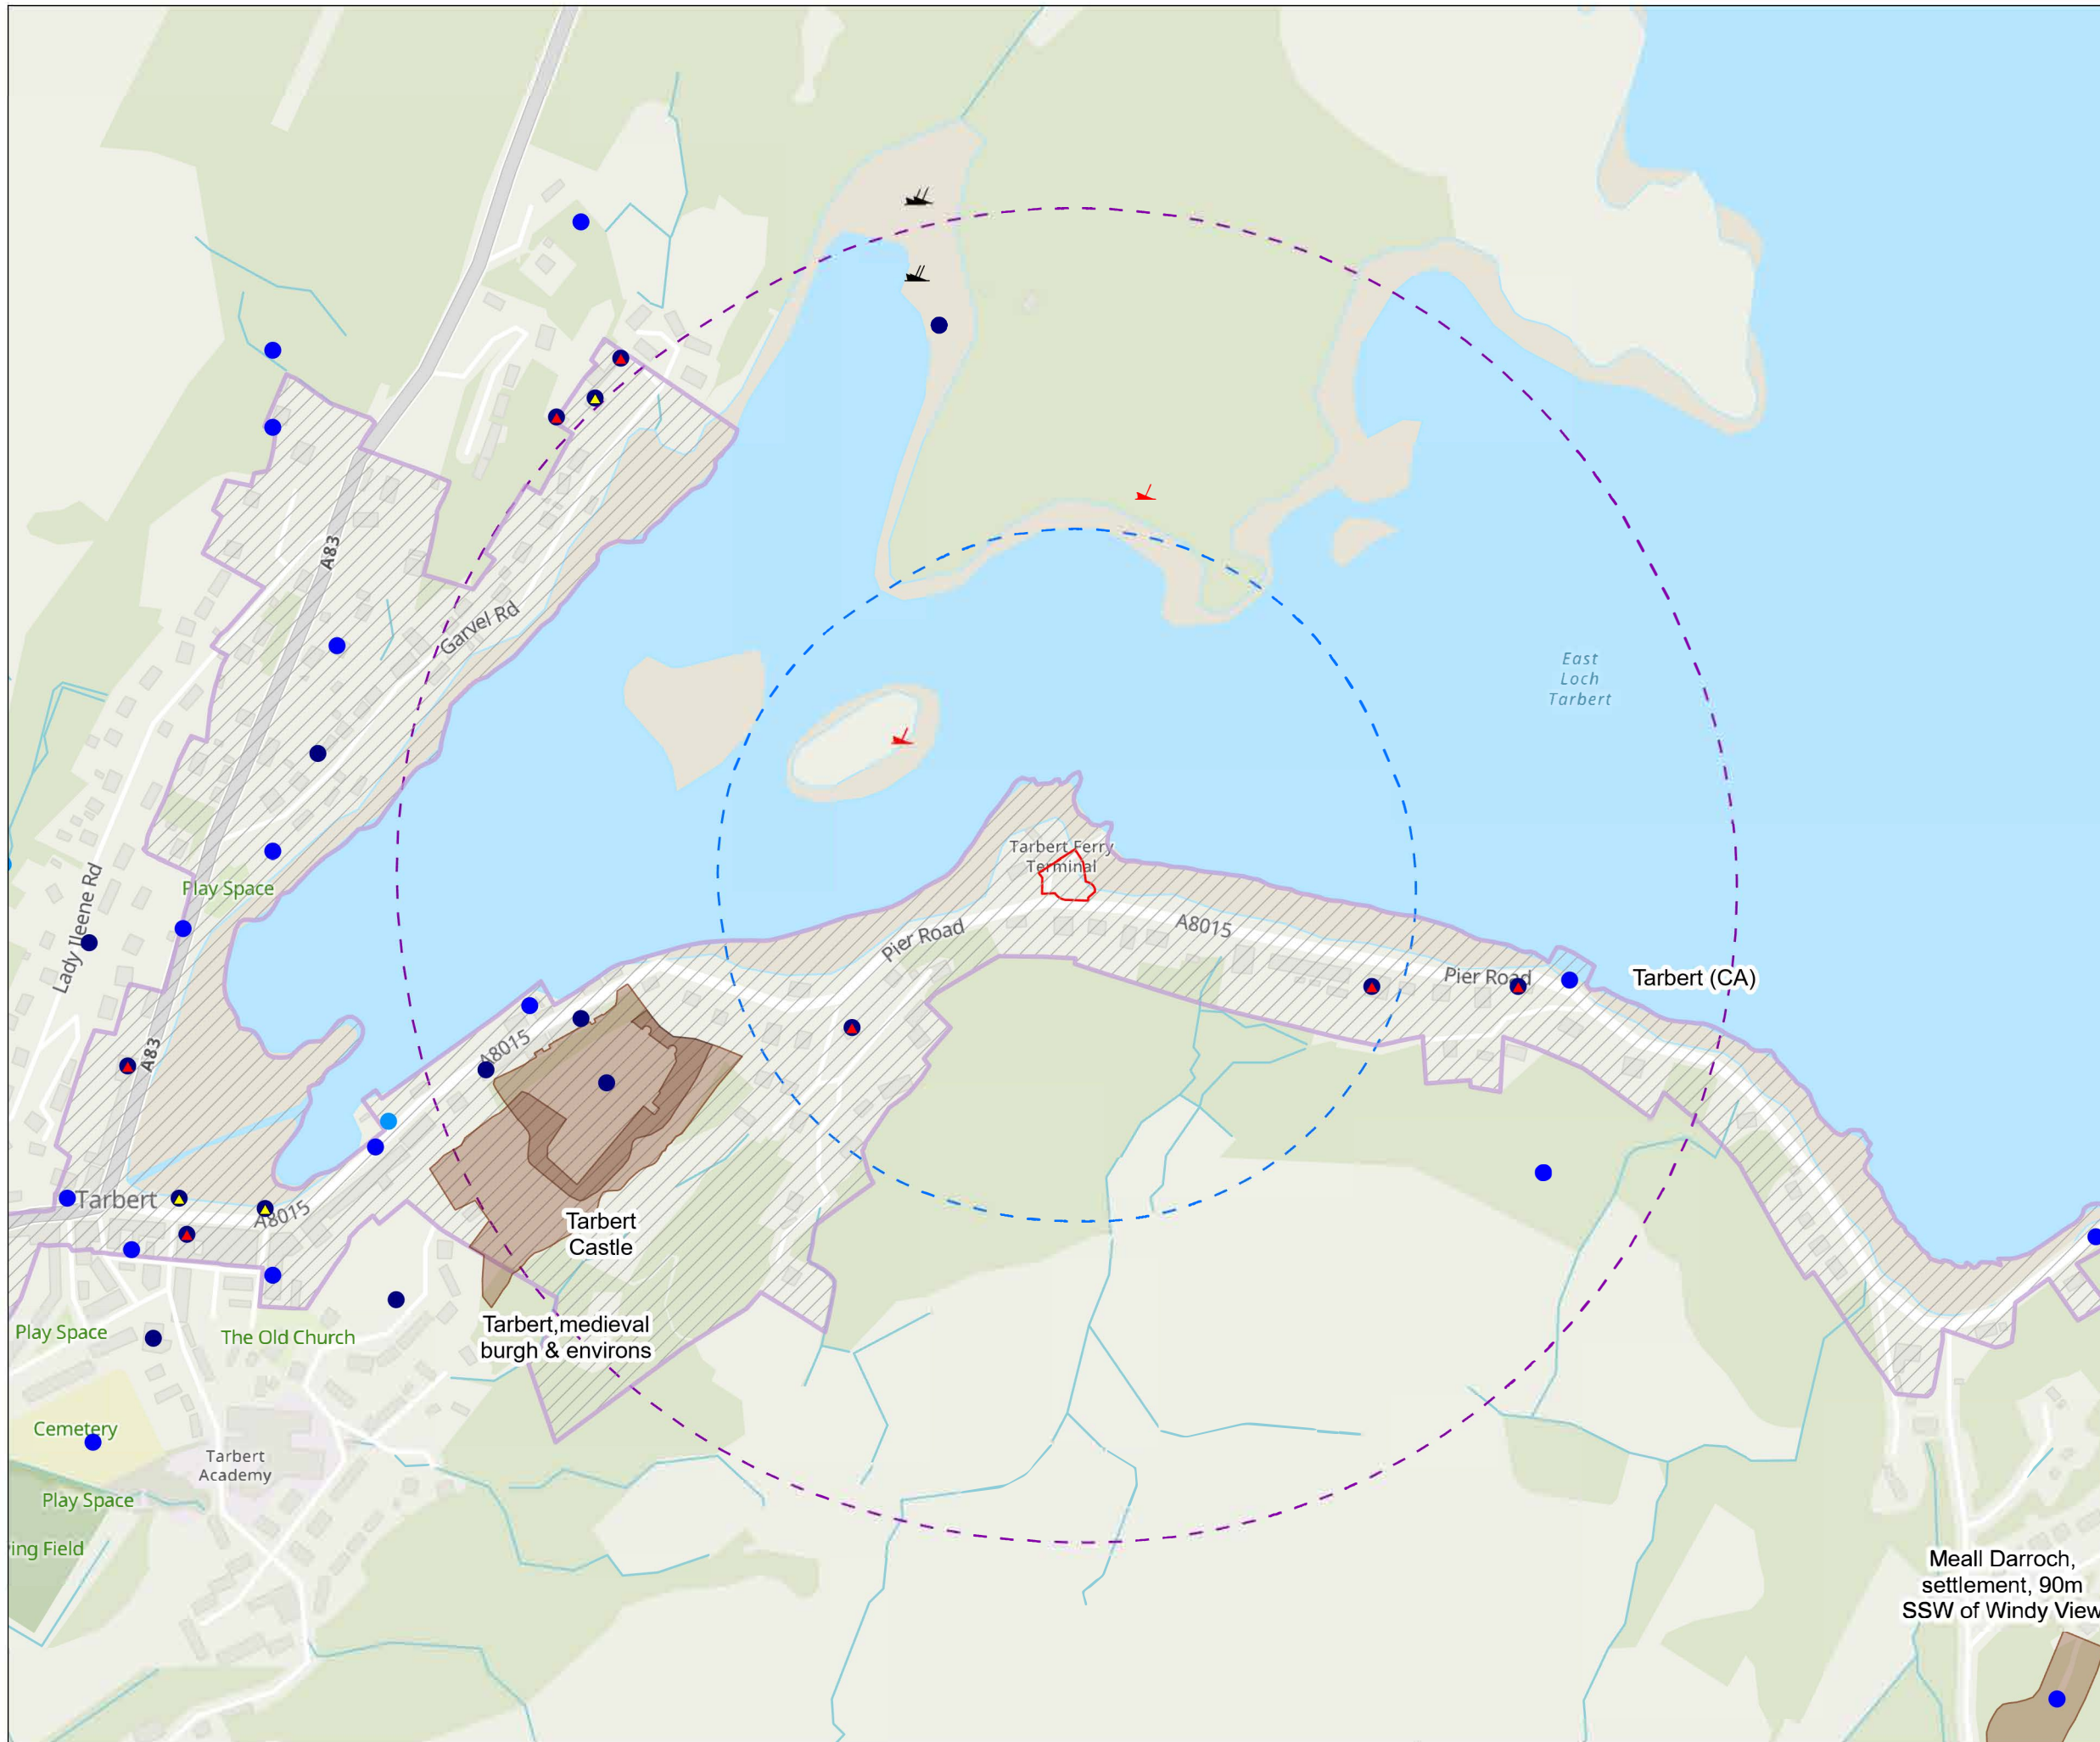 A83
Garvel Rd
East
Loch
Tarbert
Tarbert Ferry
Terminal
Lady Ileene Rd
Play Space
A8015
Pier Road
Pier Road
Tarbert (CA)
A83
A8015
Tarbert
A8015
Tarbert
Castle
Tarbert,medieval
burgh & environs
Play Space
The Old Church
Cemetery
Tarbert
Academy
Play Space
ing Field
Meall Darroch,
settlement, 90m
SSW of Windy View